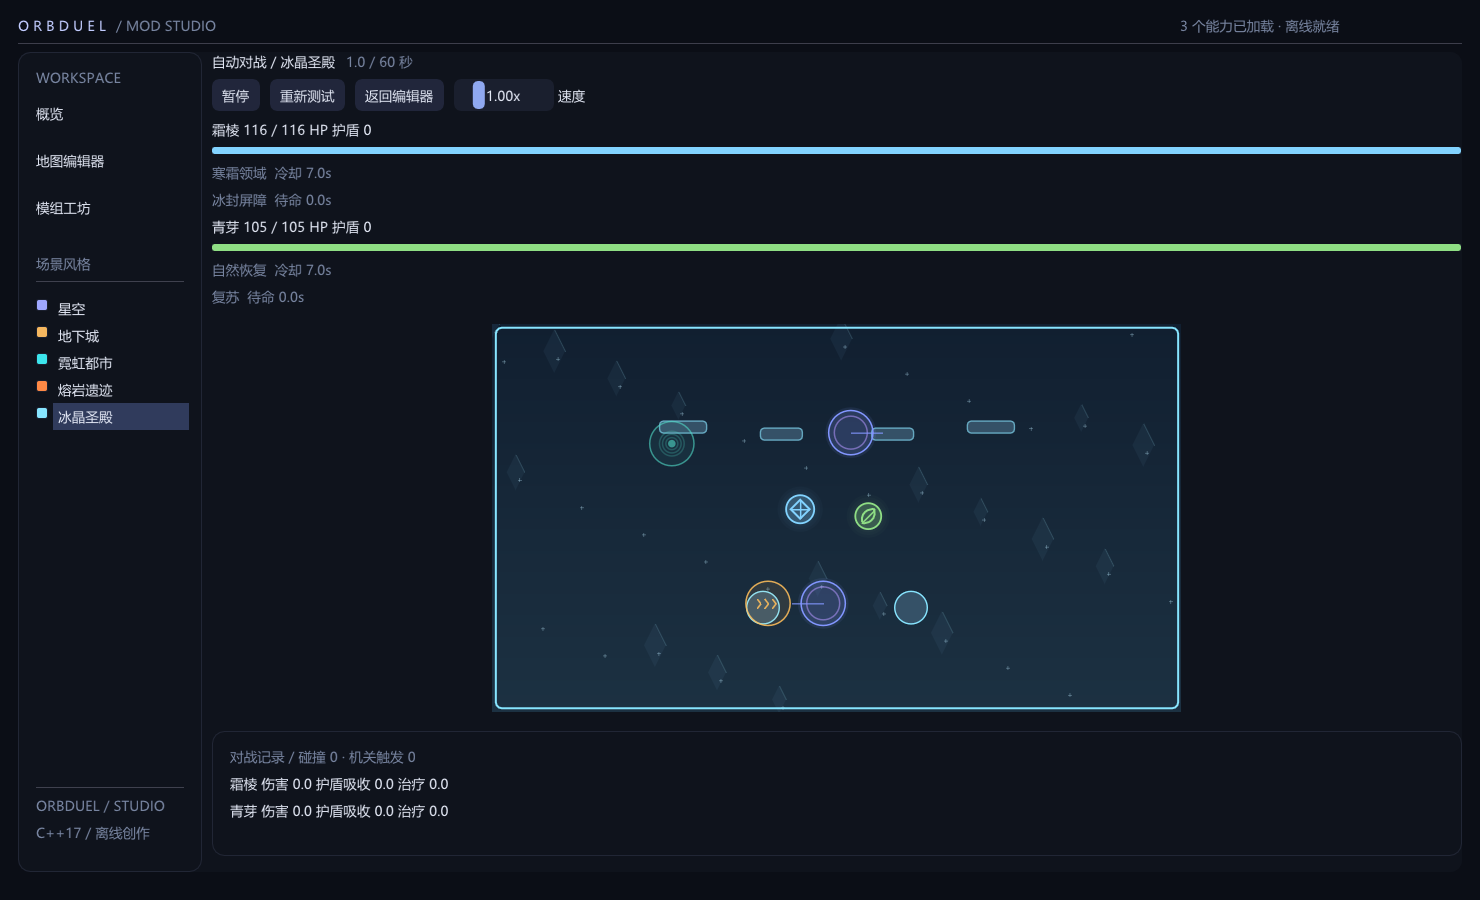 ORBDUEL / MOD STUDIO
3 个能力已加载 · 离线就绪
WORKSPACE
概览
地图编辑器
模组工坊
场景风格
星空
地下城
霓虹都市
熔岩遗迹
冰晶圣殿
ORBDUEL / STUDIO
C++17 / 离线创作
自动对战 / 冰晶圣殿 1.0 / 60 秒
暂停 重新测试 返回编辑器 1.00x 速度
霜棱 116 / 116 HP 护盾 0
寒霜领域 冷却 7.0s
冰封屏障 待命 0.0s
青芽 105 / 105 HP 护盾 0
自然恢复 冷却 7.0s
复苏 待命 0.0s
对战记录 / 碰撞 0 · 机关触发 0
霜棱 伤害 0.0 护盾吸收 0.0 治疗 0.0
青芽 伤害 0.0 护盾吸收 0.0 治疗 0.0